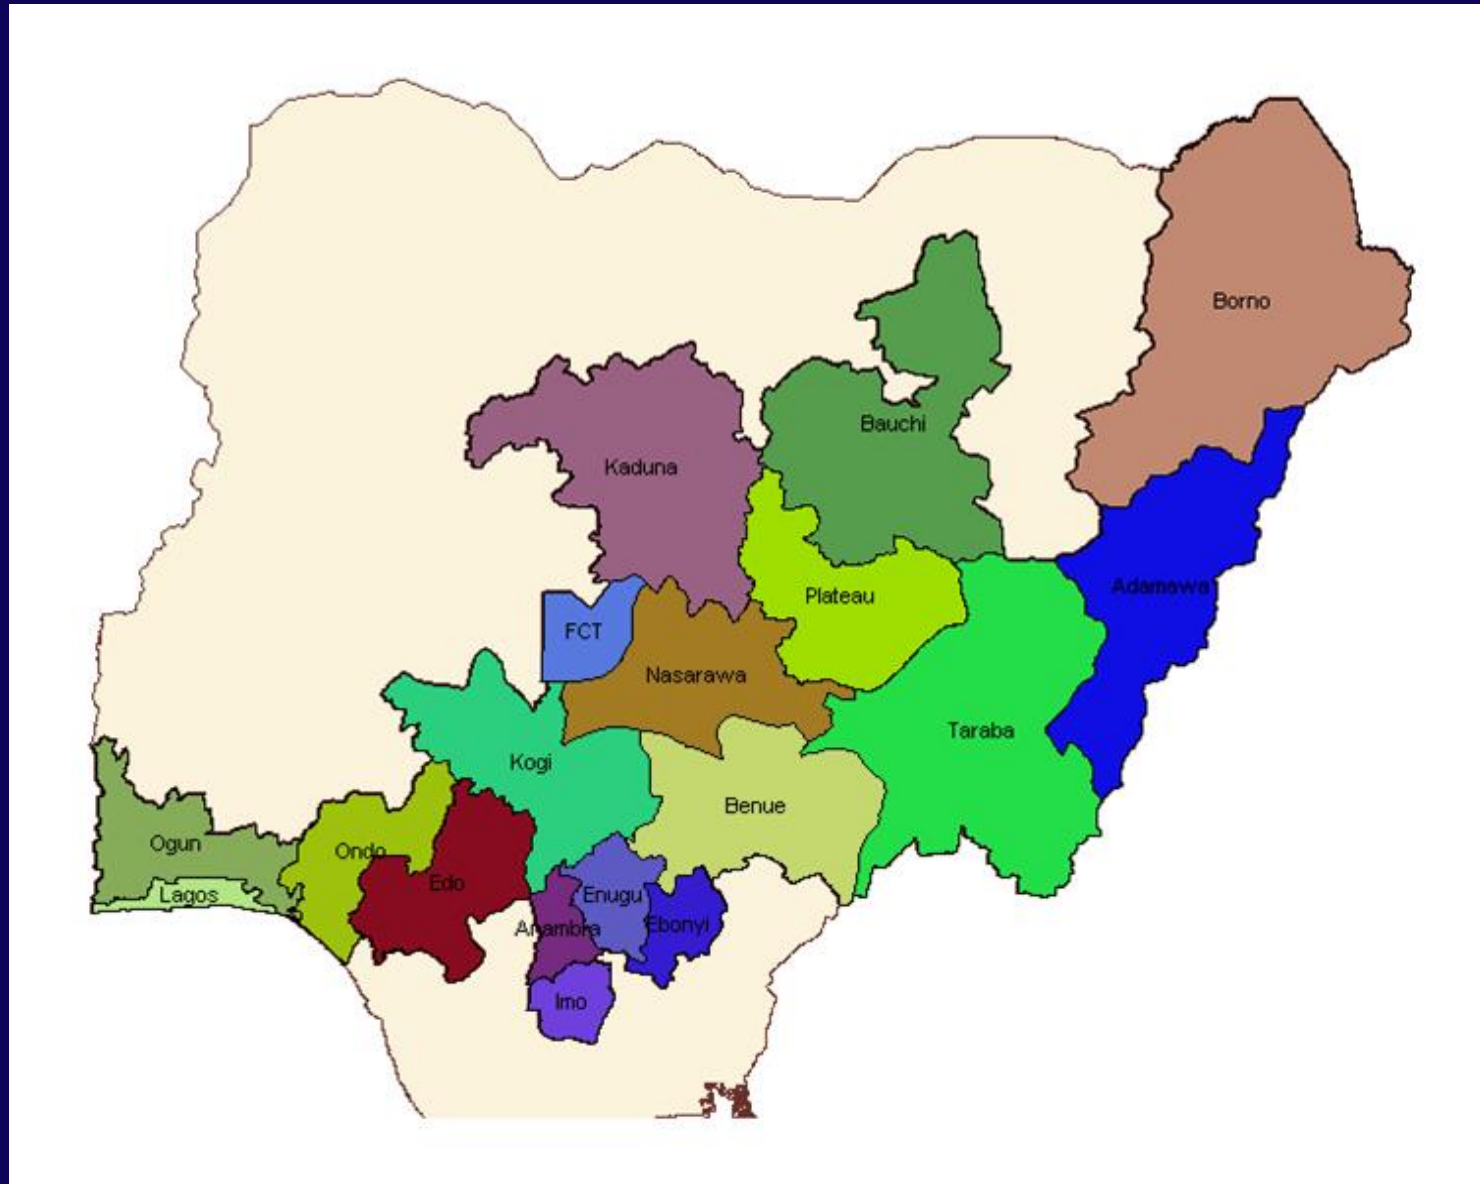 Borno
Bauchi
Kaduna
Adamawa
Plateau
FCT
Nasarawa
Taraba
Kogi
Benue
Ogun
Ondo
Edo
Lagos
Enugu
Anambra
Ebonyi
Imo